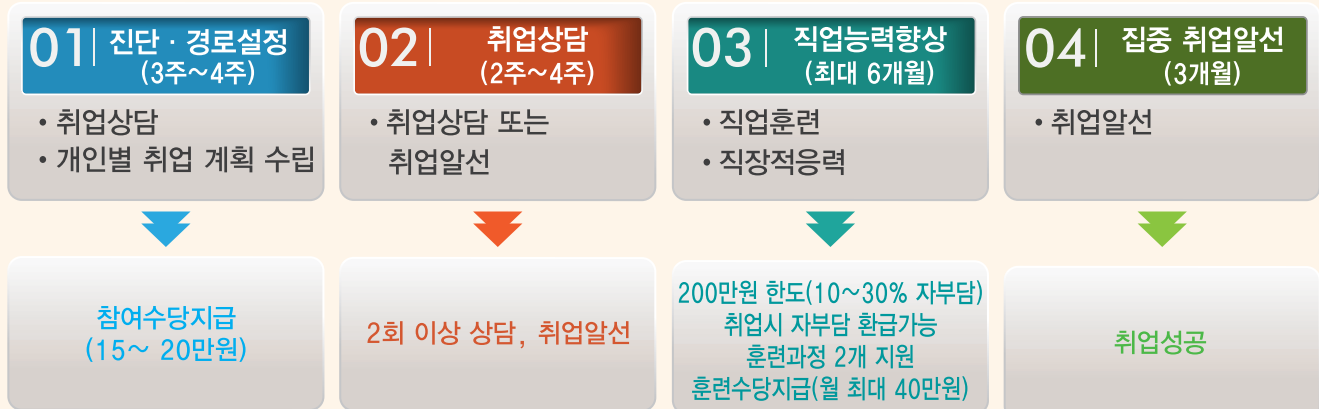 01 진단 · 경로설정
(3주~4주)
• 취업상담
• 개인별 취업 계획 수립
참여수당지급
(15~ 20만원)
02 취업상담
(2주~4주)
• 취업상담 또는
취업알선
2회 이상 상담, 취업알선
03 직업능력향상
(최대 6개월)
• 직업훈련
• 직장적응력
200만원 한도(10~30% 자부담)
취업시 자부담 환급가능
훈련과정 2개 지원
훈련수당지급(월 최대 40만원)
04 집중 취업알선
(3개월)
• 취업알선
취업성공